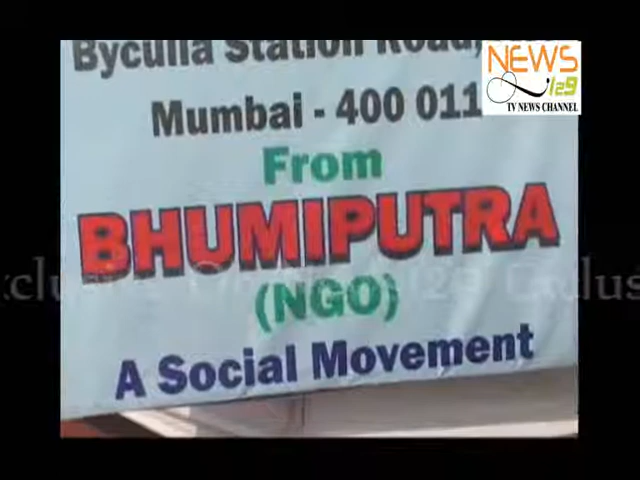 Byculla Station Road,
Mumbai - 400 011
From
BHUMIPUTRA
(NGO)
A Social Movement
NEWS
129
TV NEWS CHANNEL